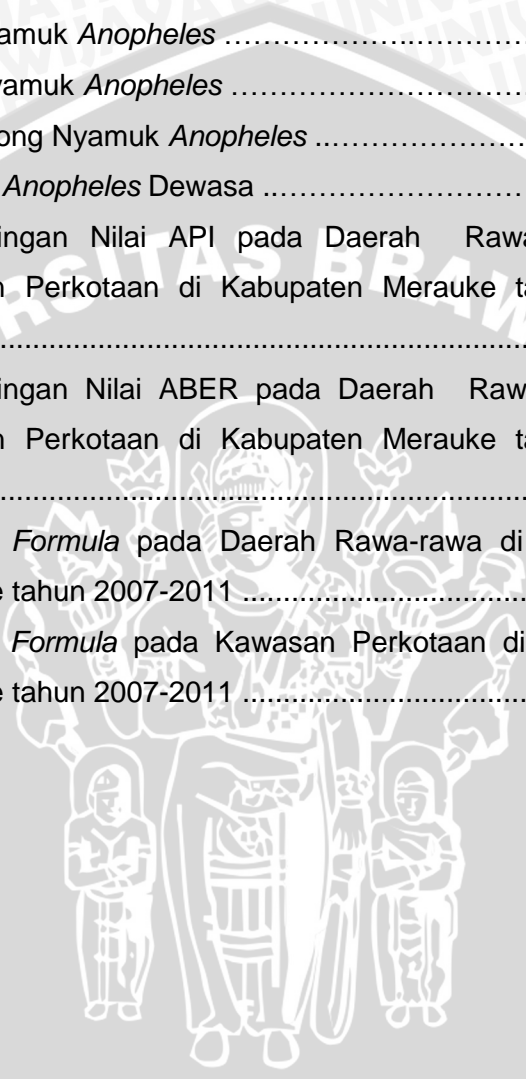 amuk Anopheles ……………………...………………
yamuk Anopheles …………………………………
ong Nyamuk Anopheles ...………………………
Anopheles Dewasa ...……………………………
ingan Nilai API pada Daerah Rawa
n Perkotaan di Kabupaten Merauke ta
................................................................
ingan Nilai ABER pada Daerah Raw
n Perkotaan di Kabupaten Merauke ta
................................................................
Formula pada Daerah Rawa-rawa di
e tahun 2007-2011 ........................................
Formula pada Kawasan Perkotaan di
e tahun 2007-2011 ........................................